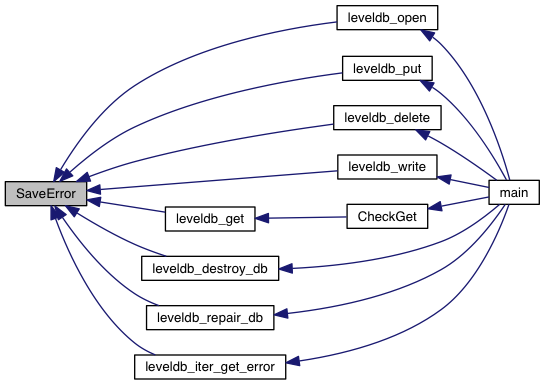 leveldb_open
leveldb_put
leveldb_delete
leveldb_write
SaveError
main
leveldb_get
CheckGet
leveldb_destroy_db
leveldb_repair_db
leveldb_iter_get_error